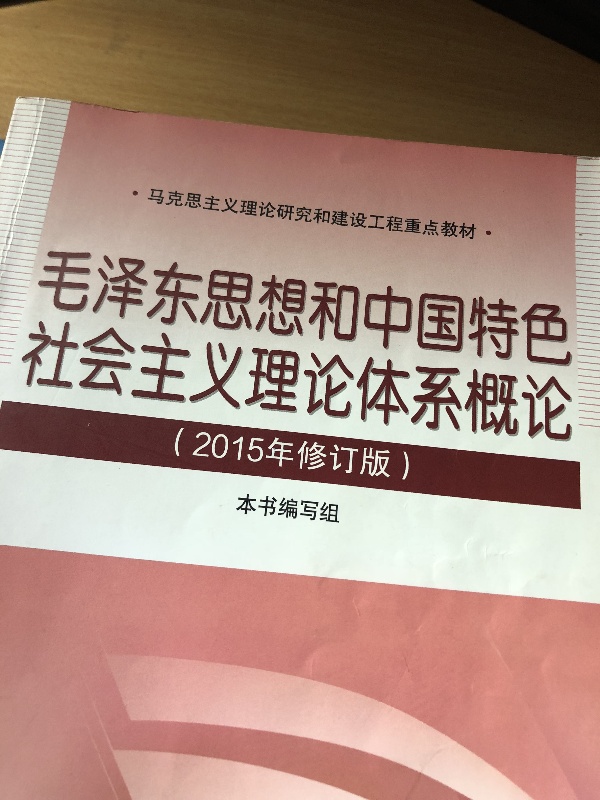 ·马克思主义理论研究和建设工程重点教材·
毛泽东思想和中国特色
社会主义理论体系概论
（2015年修订版）
本书编写组